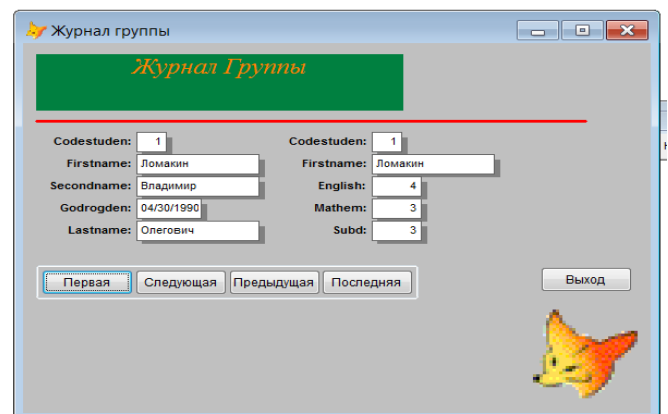 Журнал группы
Журнал Группы
Codestuden: 1 Codestuden: 1
Firstname: Ломакин Firstname: Ломакин
Secondname: Владимир English: 4
Godrogden: 04/30/1990 Mathem: 3
Lastname: Олегович Subd: 3
Первая Следующая Предыдущая Последняя Выход